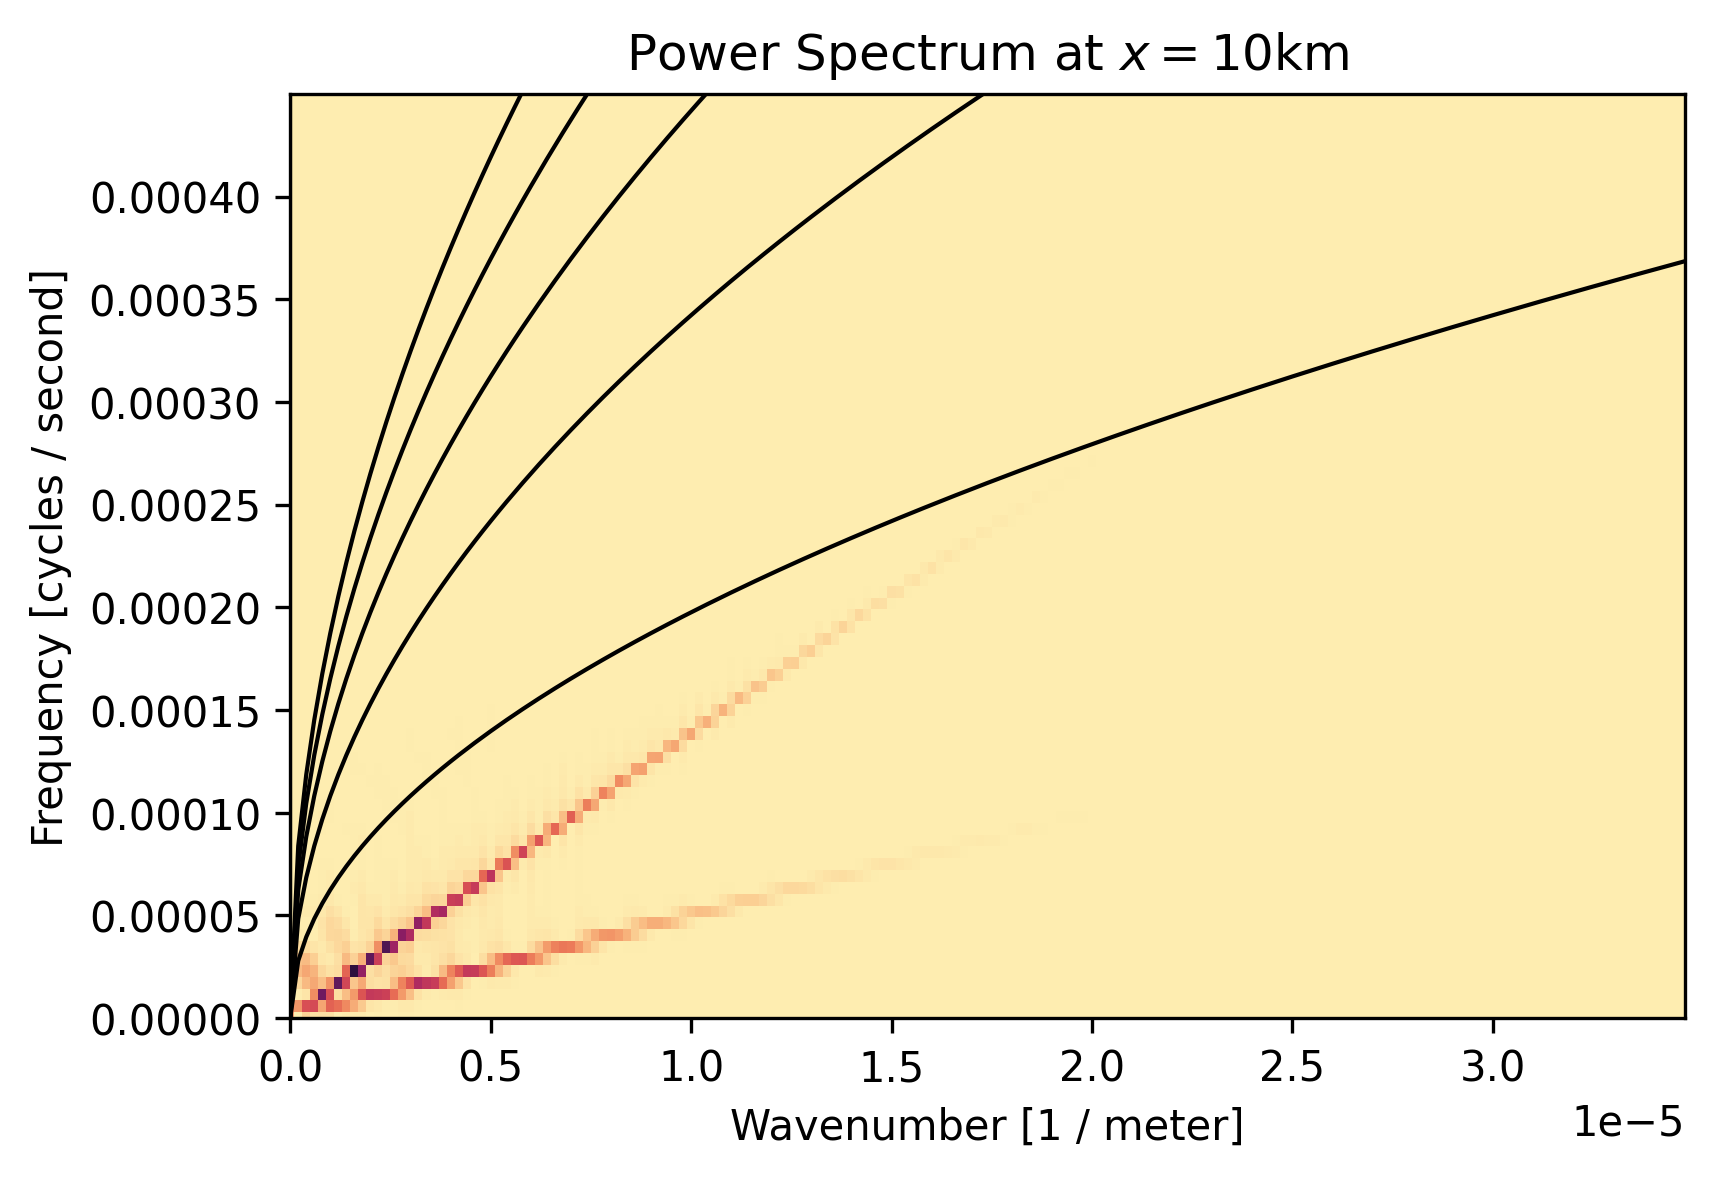 Power Spectrum at x = 10km
Frequency [cycles / second]
0.00040
0.00035
0.00030
0.00025
0.00020
0.00015
0.00010
0.00005
0.00000
0.0 0.5 1.0 1.5 2.0 2.5 3.0
1e−5
Wavenumber [1 / meter]